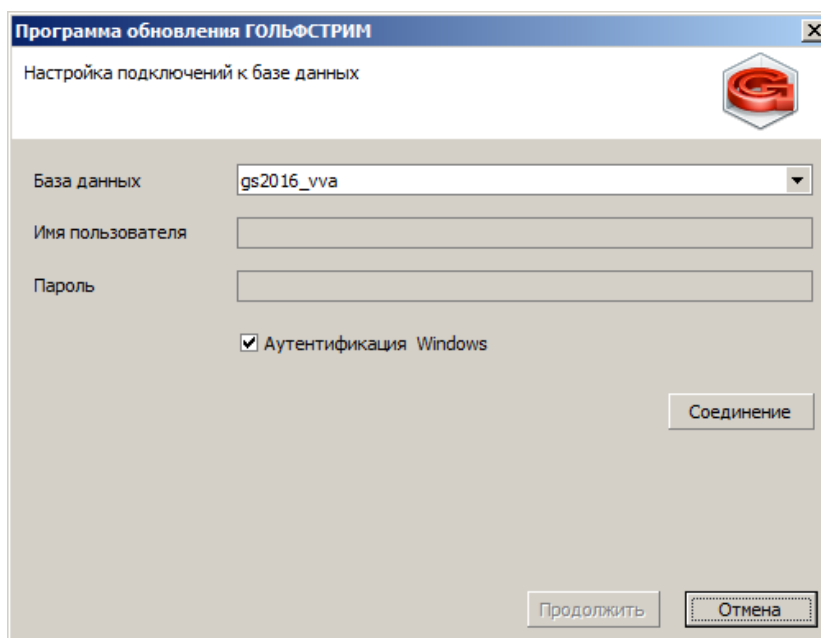 Программа обновления ГОЛЬФСТРИМ
Настройка подключений к базе данных
База данных gs2016_vva
Имя пользователя
Пароль
Аутентификация Windows
Соединение
Продолжить Отмена